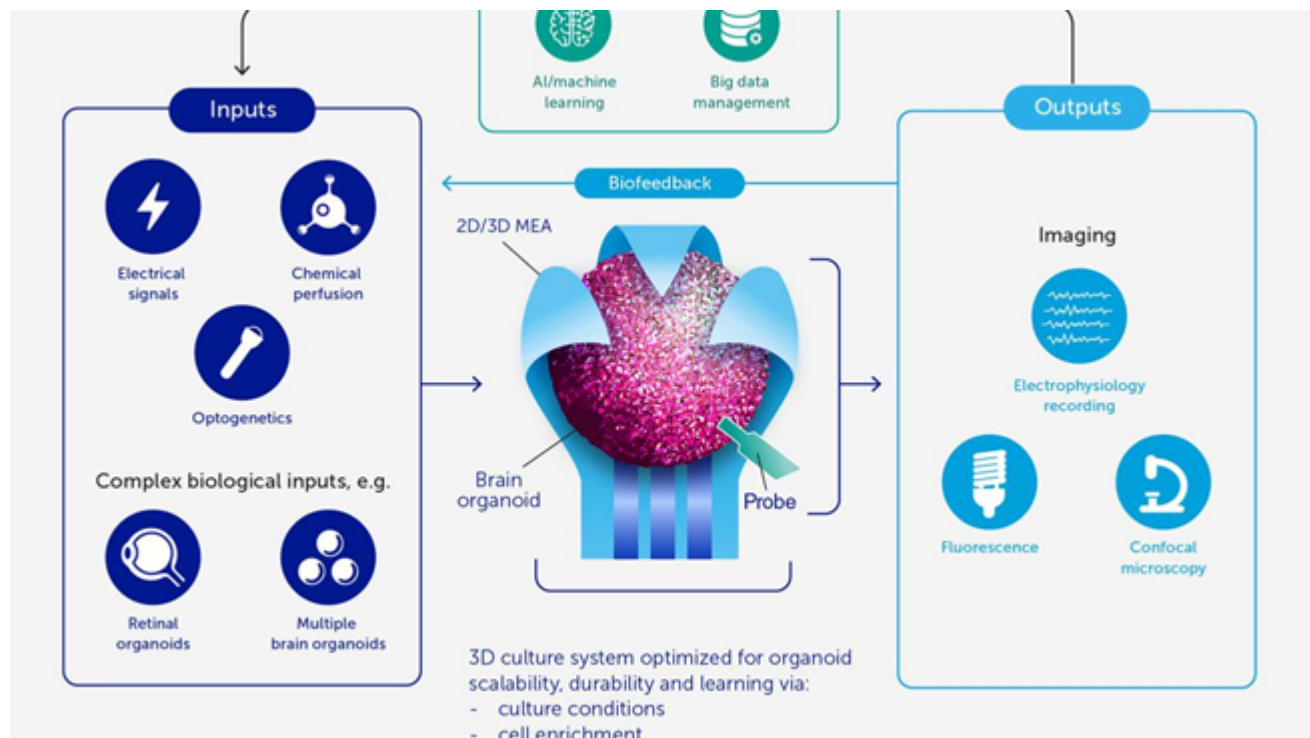 AI/machine
learning
Big data
management
Inputs
Electrical
signals
Chemical
perfusion
Optogenetics
Complex biological inputs, e.g.
Retinal
organoids
Multiple
brain organoids
Biofeedback
2D/3D MEA
Brain
organoid
Probe
3D culture system optimized for organoid
scalability, durability and learning via:
- culture conditions
- cell enrichment
Outputs
Imaging
Electrophysiology
recording
Fluorescence
Confocal
microscopy